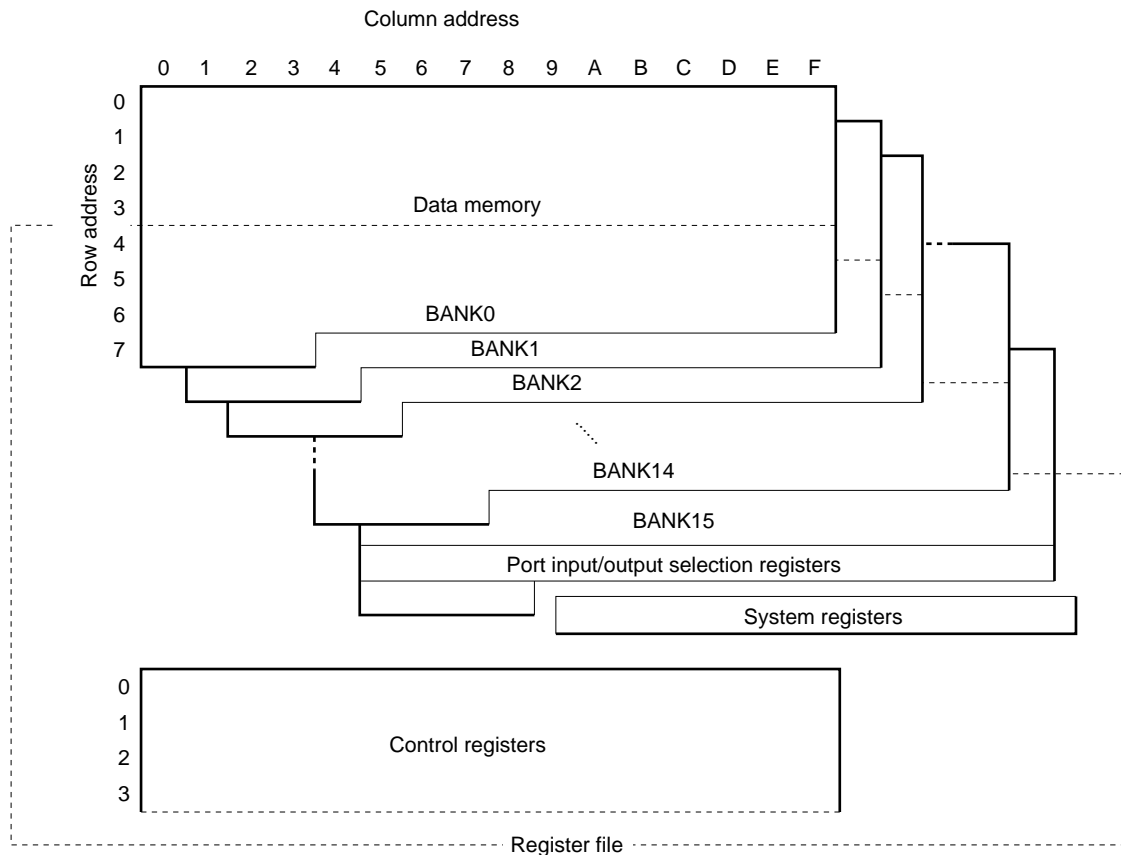 Column address
0 1 2 3 4 5 6 7 8 9 A B C D E F
Row address
0
1
2
3
4
5
6
7
Data memory
BANK0
BANK1
BANK2
BANK14
BANK15
Port input/output selection registers
System registers
0
1
2
3
Control registers
Register file